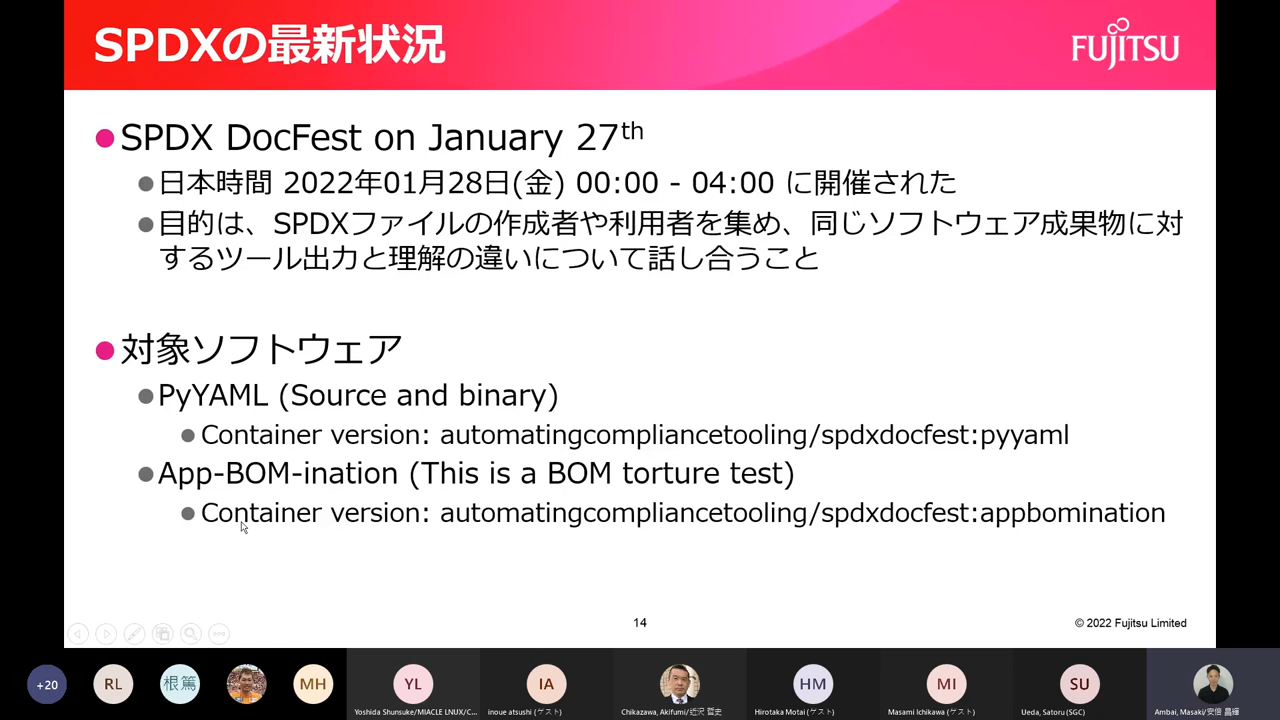 SPDXの最新状況
FUJITSU
SPDX DocFest on January 27th
日本時間 2022年01月28日(金) 00:00 - 04:00 に開催された
目的は、SPDXファイルの作成者や利用者を集め、同じソフトウェア成果物に対
するツール出力と理解の違いについて話し合うこと
対象ソフトウェア
PyYAML (Source and binary)
Container version: automatingcompliancetooling/spdxdocfest:pyyaml
App-BOM-ination (This is a BOM torture test)
Container version: automatingcompliancetooling/spdxdocfest:appbomination
14
© 2022 Fujitsu Limited
+20
RL
根篤
MH
YL
IA
HM
MI
SU
Yoshida Shunsuke/MIACLE LNUX/C...
inoue atsushi (ゲスト)
Chikazawa, Akifumi/近沢 哲史
Hirotaka Motai (ゲスト)
Masami Ichikawa (ゲスト)
Ueda, Satoru (SGC)
Ambai, Masaki/安倍 昌輝